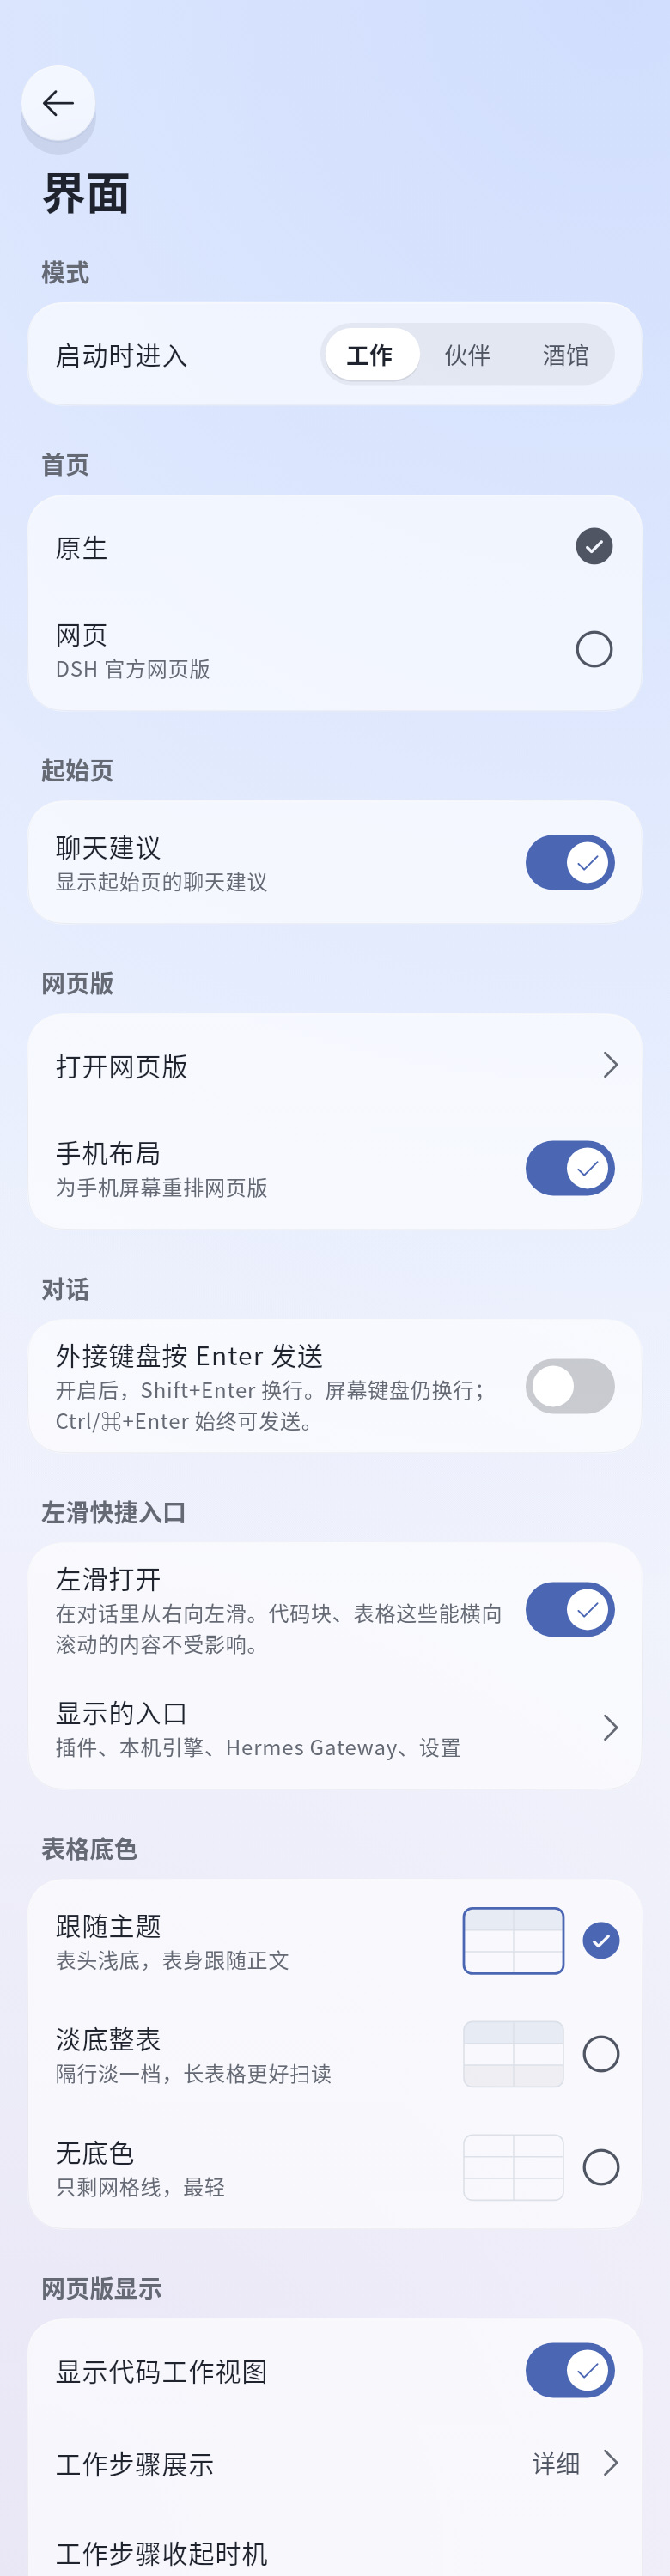 界面
模式
启动时进入
工作 伙伴 酒馆
首页
原生
网页
DSH 官方网页版
起始页
聊天建议
显示起始页的聊天建议
网页版
打开网页版
手机布局
为手机屏幕重排网页版
对话
外接键盘按 Enter 发送
开启后，Shift+Enter 换行。屏幕键盘仍换行；
Ctrl/⌘+Enter 始终可发送。
左滑快捷入口
左滑打开
在对话里从右向左滑。代码块、表格这些能横向
滚动的内容不受影响。
显示的入口
插件、本机引擎、Hermes Gateway、设置
表格底色
跟随主题
表头浅底，表身跟随正文
淡底整表
隔行淡一档，长表格更好扫读
无底色
只剩网格线，最轻
网页版显示
显示代码工作视图
工作步骤展示 详细
工作步骤收起时机